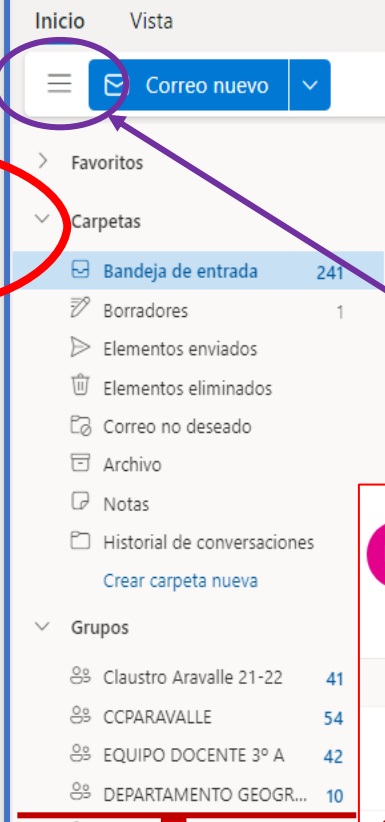 Inicio Vista
Correo nuevo
Favoritos
Carpetas
Bandeja de entrada 241
Borradores 1
Elementos enviados
Elementos eliminados
Correo no deseado
Archivo
Notas
Historial de conversaciones
Crear carpeta nueva
Grupos
Claustro Aravalle 21-22 41
CCPARAVALLE 54
EQUIPO DOCENTE 3º A 42
DEPARTAMENTO GEOGR... 10